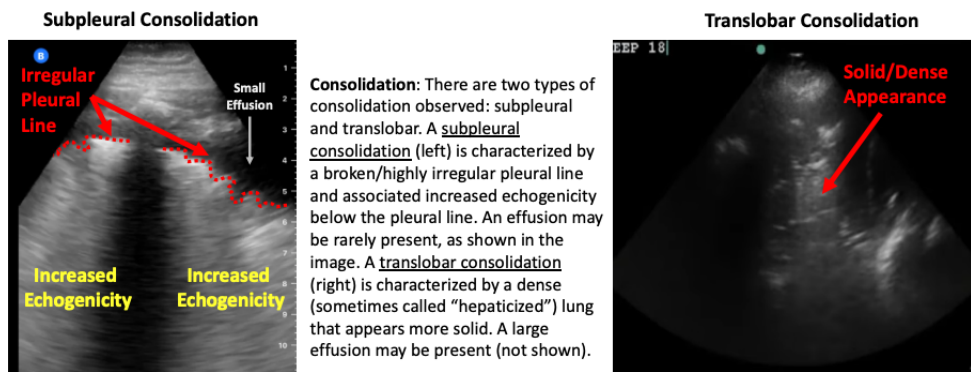 Subpleural Consolidation
B
Irregular
Pleural
Line
Small
Effusion
1
2
3
4
5
6
7
8
9
10
Increased
Echogenicity
Increased
Echogenicity
Consolidation: There are two types of
consolidation observed: subpleural
and translobar. A subpleural
consolidation (left) is characterized by
a broken/highly irregular pleural line
and associated increased echogenicity
below the pleural line. An effusion may
be rarely present, as shown in the
image. A translobar consolidation
(right) is characterized by a dense
(sometimes called “hepaticized”) lung
that appears more solid. A large
effusion may be present (not shown).
Translobar Consolidation
EEP 18
Solid/Dense
Appearance